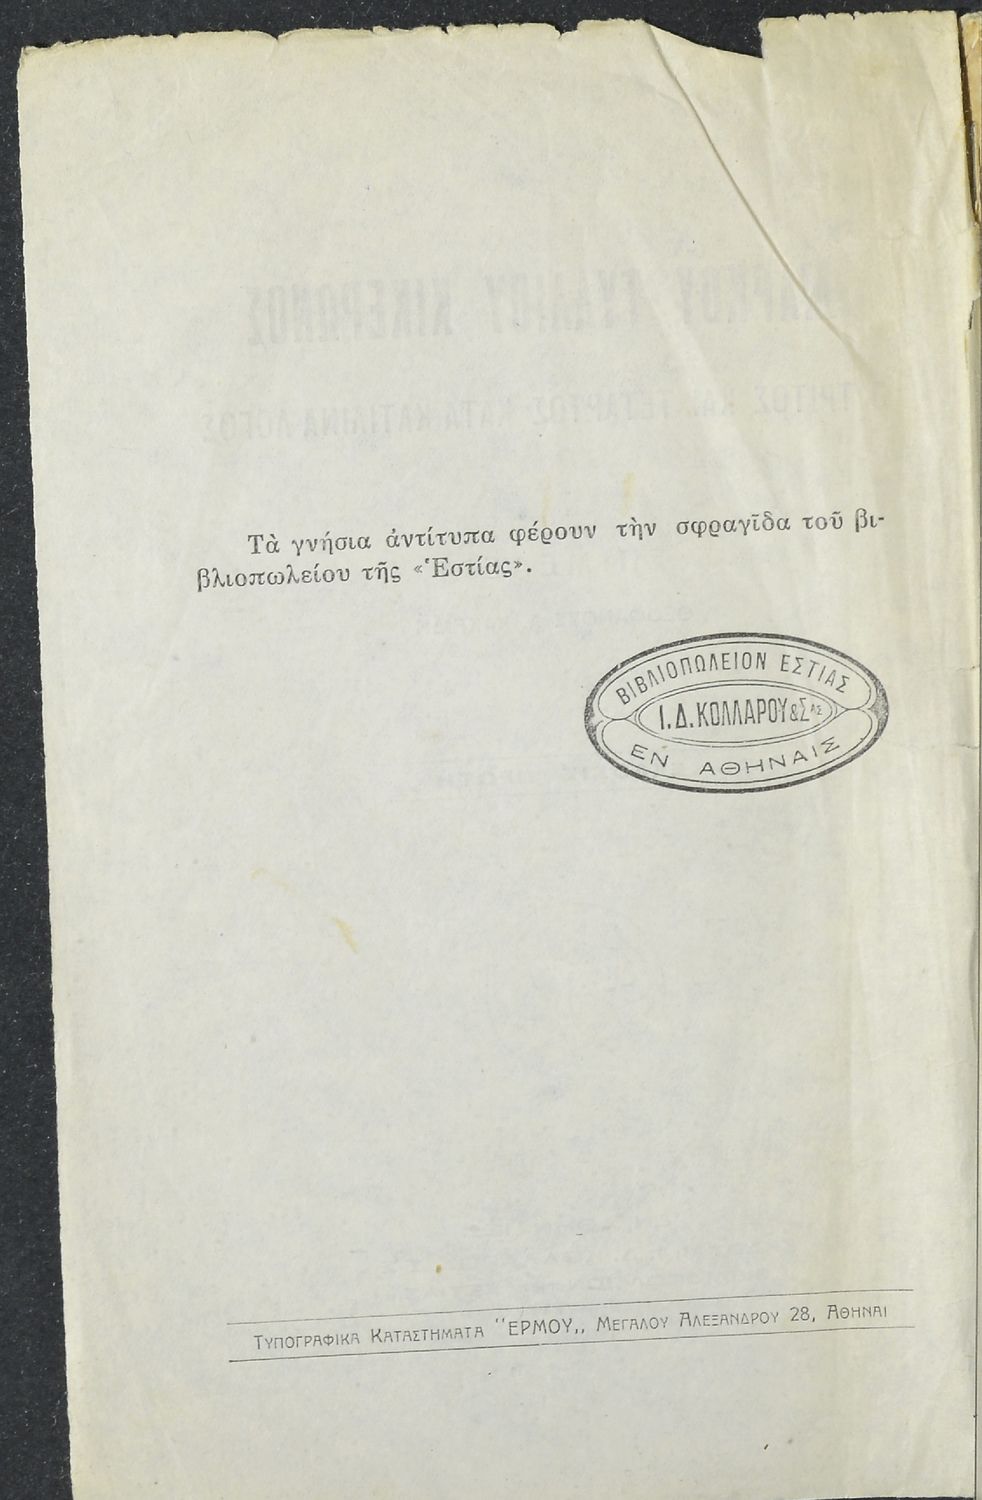 Τὰ γνήσια ἀντίτυπα φέρουν τὴν σφραγῖδα τοῦ βι-
βλιοπωλείου τῆς «Ἑστίας».
ΒΙΒΛΙΟΠΩΛΕΙΟΝ ΕΣΤΙΑΣ
Ι. Δ. ΚΟΛΛΑΡΟΥ & Σᴬˢ
ΕΝ ΑΘΗΝΑΙΣ
ΤΥΠΟΓΡΑΦΙΚΑ ΚΑΤΑΣΤΗΜΑΤΑ "ΕΡΜΟΥ,, ΜΕΓΑΛΟΥ ΑΛΕΞΑΝΔΡΟΥ 28, ΑΘΗΝΑΙ